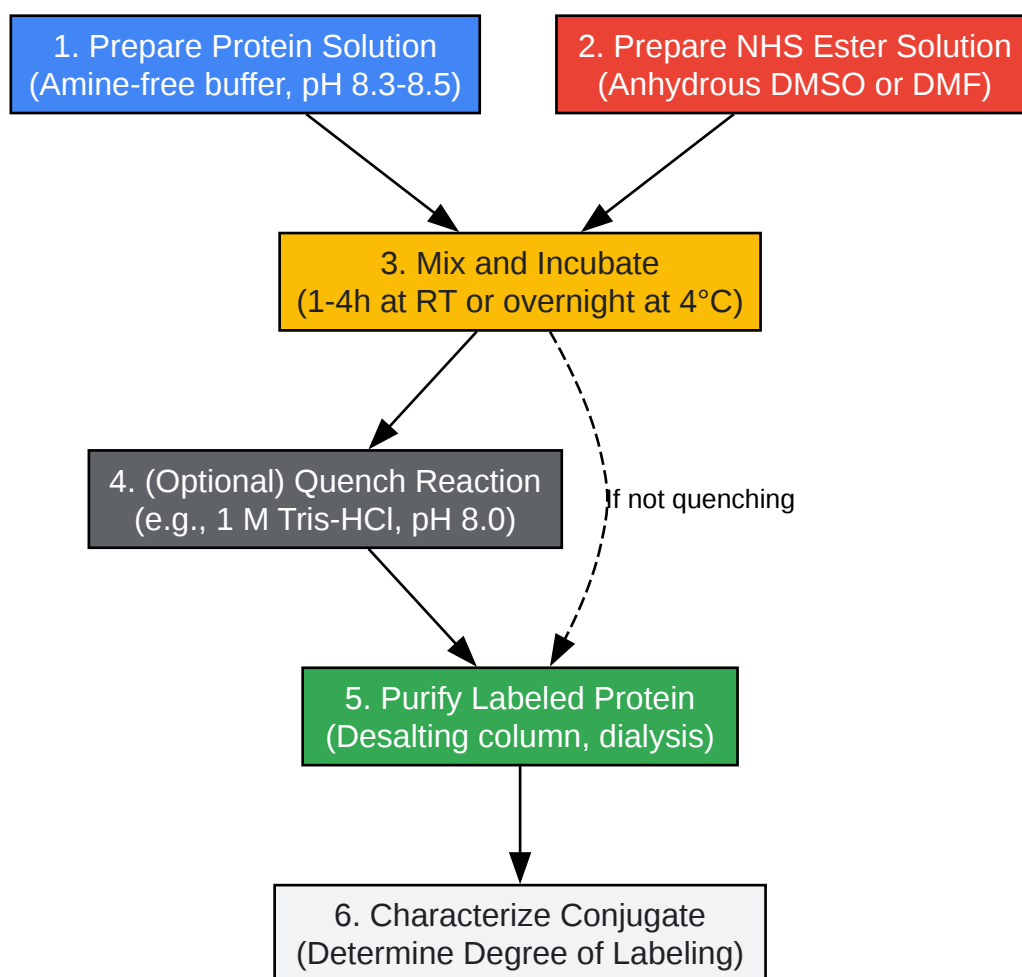 1. Prepare Protein Solution
(Amine-free buffer, pH 8.3-8.5)
2. Prepare NHS Ester Solution
(Anhydrous DMSO or DMF)
3. Mix and Incubate
(1-4h at RT or overnight at 4°C)
4. (Optional) Quench Reaction
(e.g., 1 M Tris-HCl, pH 8.0)
If not quenching
5. Purify Labeled Protein
(Desalting column, dialysis)
6. Characterize Conjugate
(Determine Degree of Labeling)